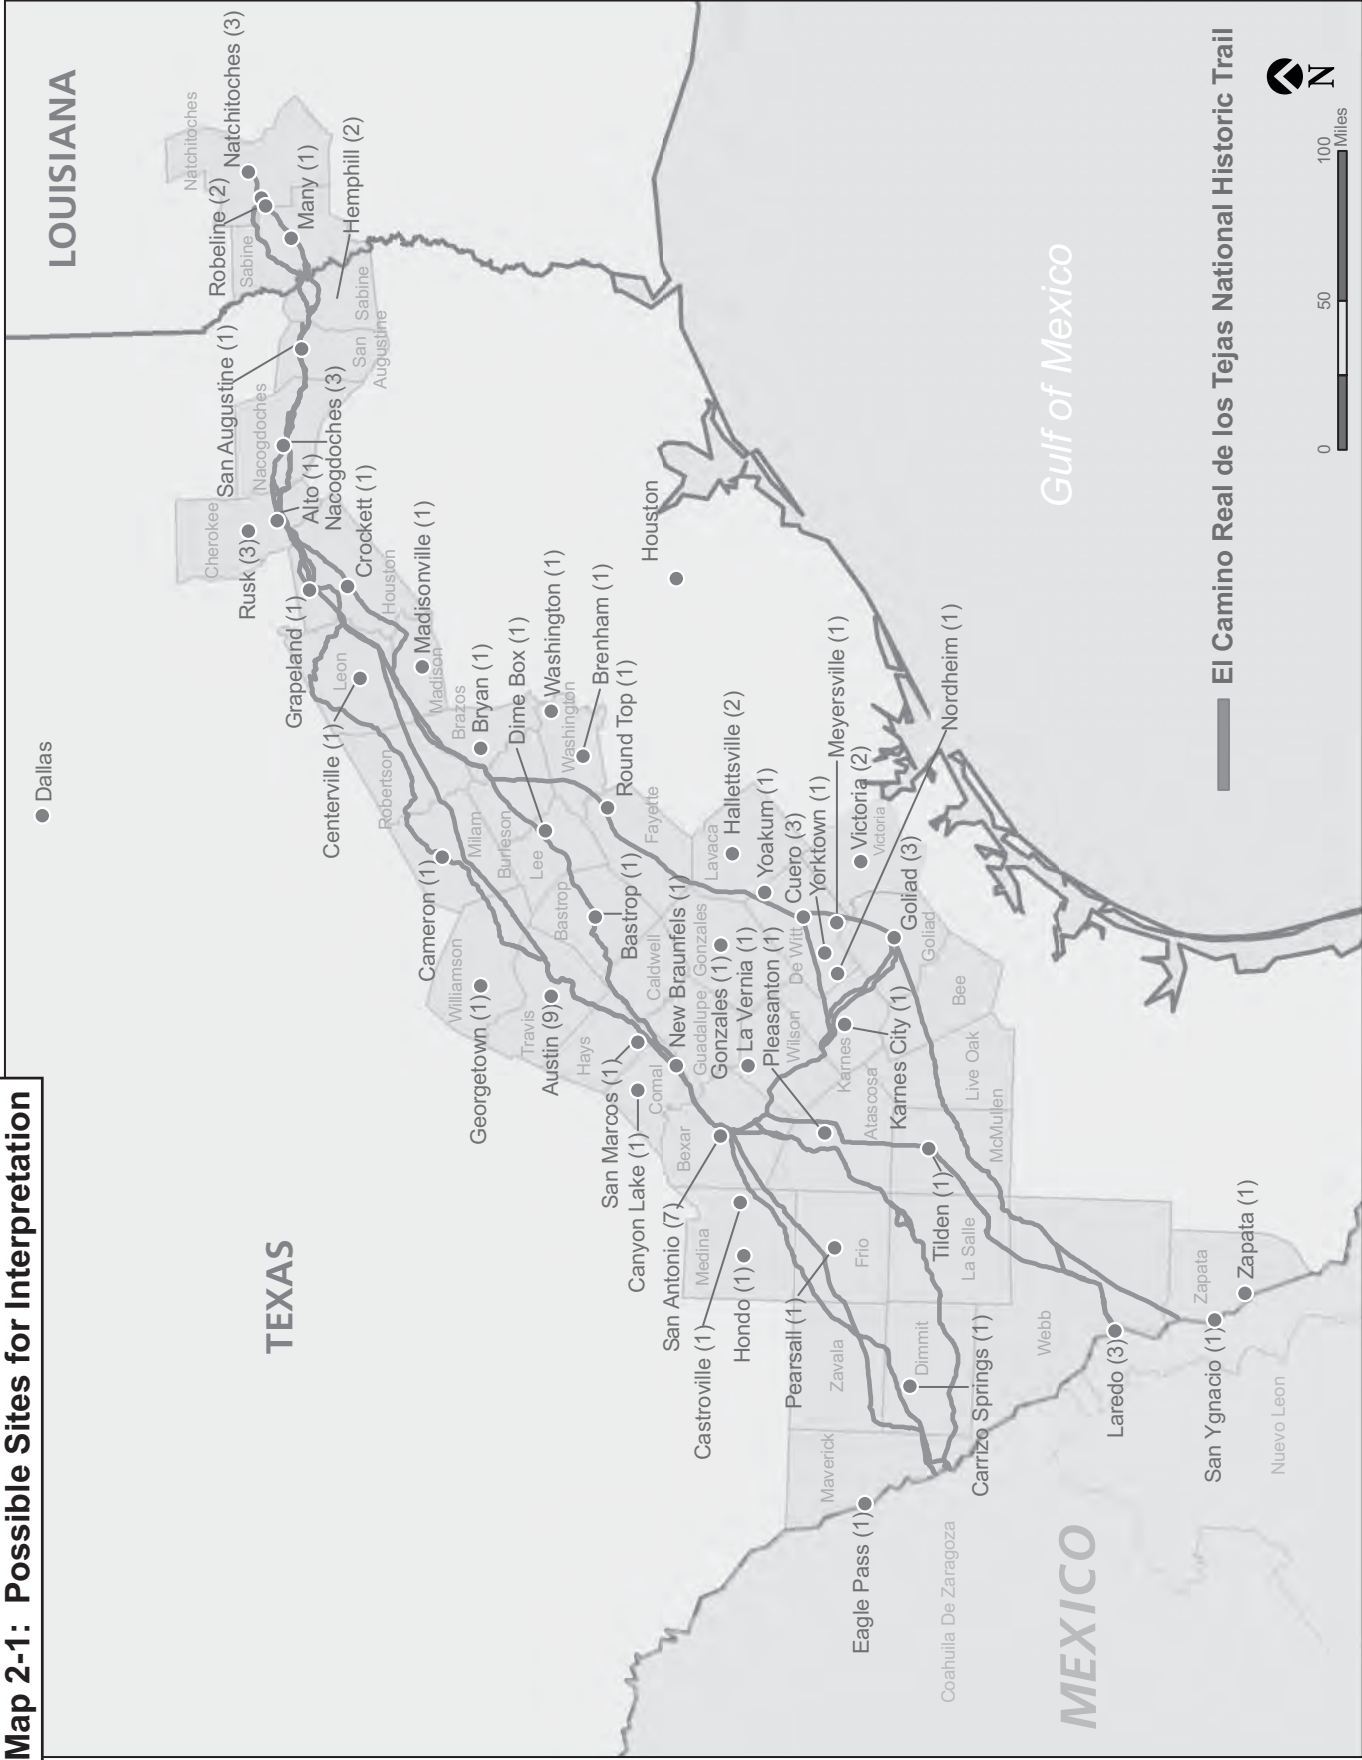 Map 2-1: Possible Sites for Interpretation
Dallas
LOUISIANA
TEXAS
MEXICO
Gulf of Mexico
Natchitoches
Natchitoches (3)
Robeline (2)
Many (1)
Hemphill (2)
Sabine
Sabine
San Augustine (1)
San
Augustine
Nacogdoches
Nacogdoches (3)
Cherokee
Alto (1)
Rusk (3)
Crockett (1)
Houston
Grapeland (1)
Madisonville (1)
Madison
Leon
Centerville (1)
Houston
Brazos
Bryan (1)
Dime Box (1)
Washington (1)
Washington
Brenham (1)
Round Top (1)
Robertson
Milam
Burleson
Lee
Fayette
Cameron (1)
Bastrop
Bastrop (1)
Williamson
Georgetown (1)
Travis
Austin (9)
Hays
Caldwell
San Marcos (1)
Canyon Lake (1)
Comal
New Braunfels (1)
Guadalupe
Gonzales
Gonzales (1)
Lavaca
Hallettsville (2)
Yoakum (1)
Cuero (3)
Yorktown (1)
Meyersville (1)
Nordheim (1)
Victoria (2)
Victoria
De Witt
Goliad (3)
Goliad
La Vernia (1)
Pleasanton (1)
Wilson
Karnes
Karnes City (1)
Bee
Live Oak
Atascosa
McMullen
Bexar
San Antonio (7)
Castroville (1)
Medina
Hondo (1)
Pearsall (1)
Frio
Tilden (1)
La Salle
Zavala
Dimmit
Carrizo Springs (1)
Maverick
Eagle Pass (1)
Webb
Laredo (3)
San Ygnacio (1)
Zapata
Zapata (1)
Coahuila De Zaragoza
Nuevo Leon
El Camino Real de los Tejas National Historic Trail
0 50 100
Miles
N